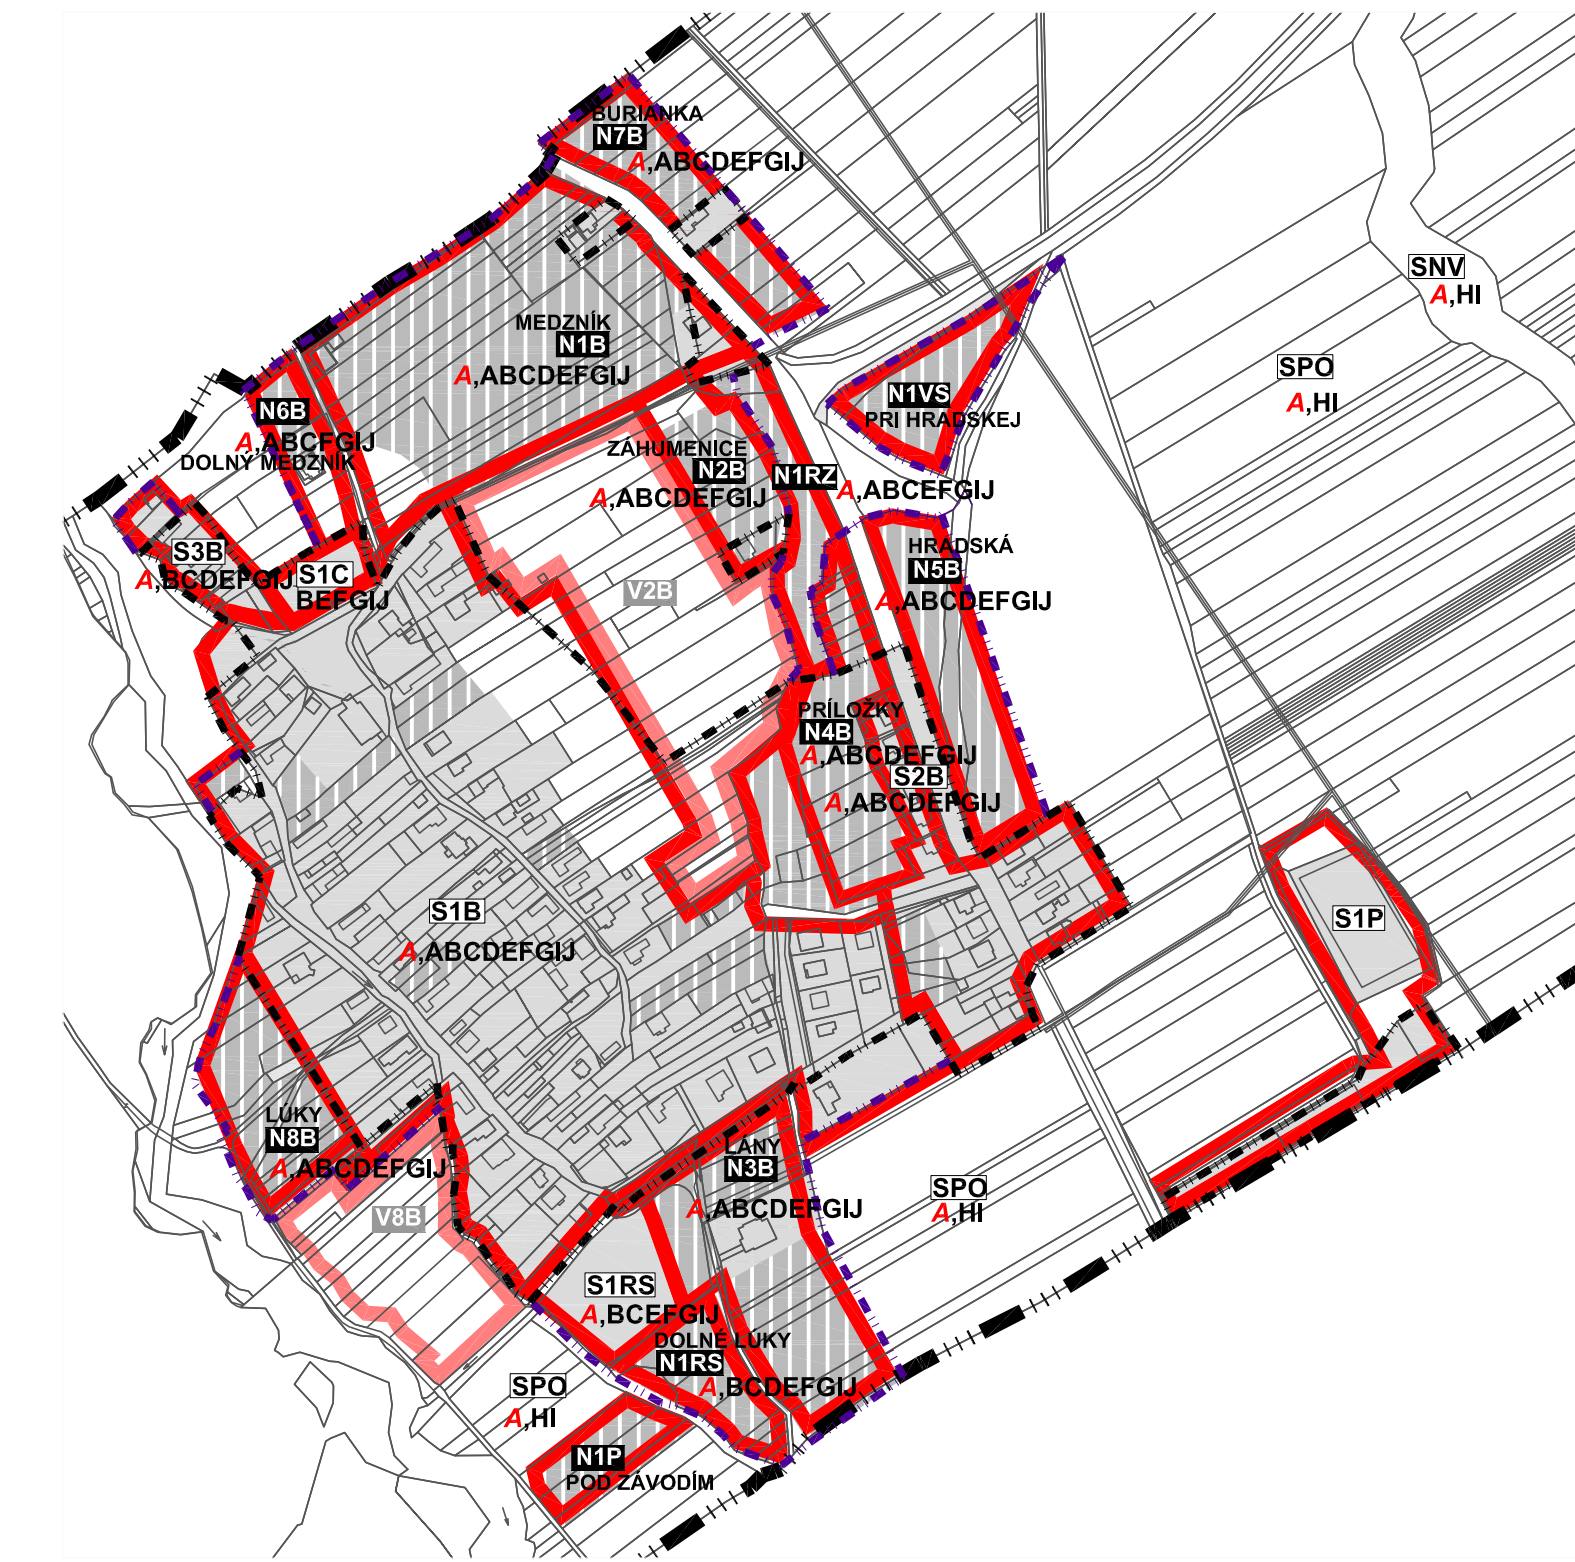 BURIANKA
N7B
A,ABCDEFGIJ
SNV
A,HI
MEDZNÍK
N1B
A,ABCDEFGIJ
SPO
A,HI
N1VS
PRI HRADSKEJ
N6B
A,ABCFGIJ
DOLNÝ MEDZNÍK
ZÁHUMENICE
N2B
A,ABCDEFGIJ
N1RZ
A,ABCEFGIJ
S3B
A,BCDEFGIJ
S1C
BEFGIJ
HRADSKÁ
N5B
A,ABCDEFGIJ
V2B
PRÍLOŽKY
N4B
A,ABCDEFGIJ
S2B
A,ABCDEFGIJ
S1B
A,ABCDEFGIJ
S1P
LÚKY
N8B
A,ABCDEFGIJ
V8B
LÁNY
N3B
A,ABCDEFGIJ
SPO
A,HI
S1RS
A,BCEFGIJ
DOLNÉ LÚKY
N1RS
A,BCDEFGIJ
SPO
A,HI
N1P
POD ZÁVODÍM